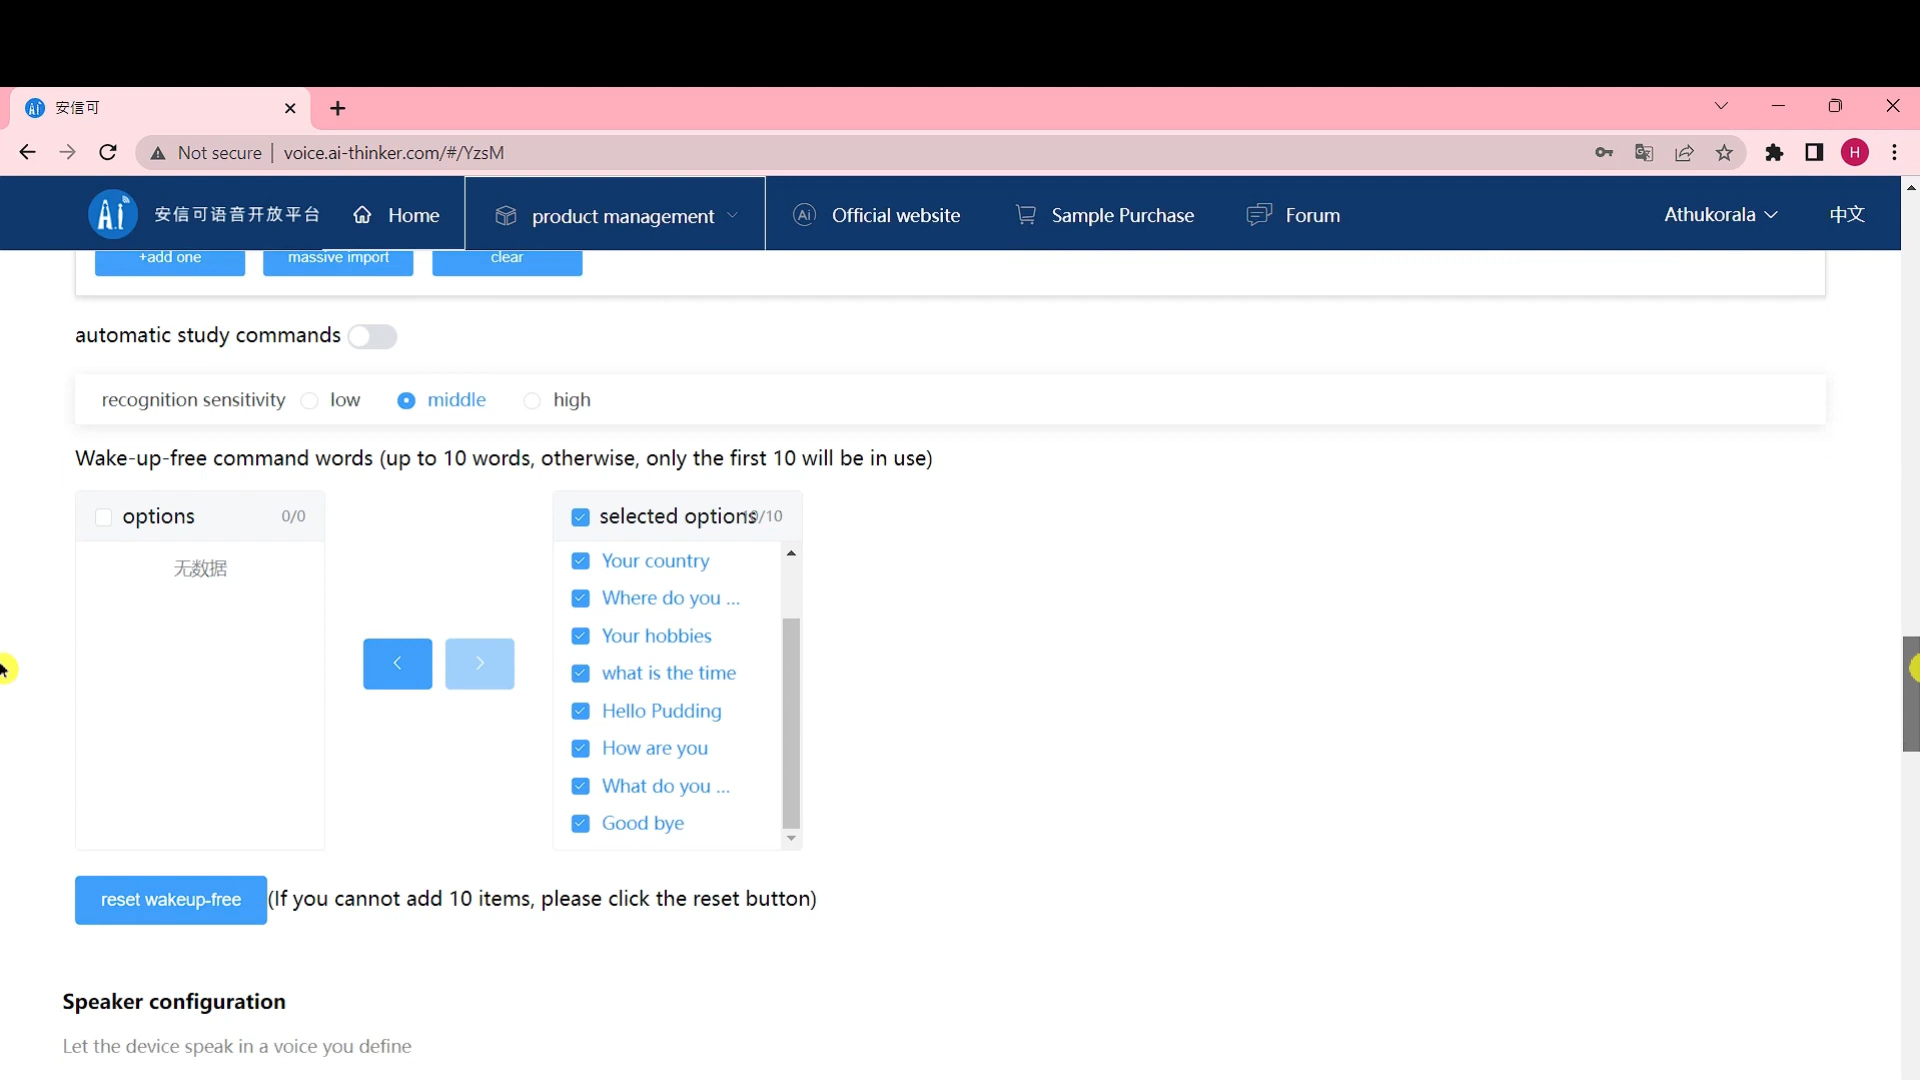 安信可
Not secure | voice.ai-thinker.com/#/YzsM
H
Ai 安信可语音开放平台 Home product management Ai Official website Sample Purchase Forum Athukorala 中文
+add one massive import clear
automatic study commands
recognition sensitivity low middle high
Wake-up-free command words (up to 10 words, otherwise, only the first 10 will be in use)
options 0/0
无数据
selected options 10/10
Your country
Where do you ...
Your hobbies
what is the time
Hello Pudding
How are you
What do you ...
Good bye
reset wakeup-free (If you cannot add 10 items, please click the reset button)
Speaker configuration
Let the device speak in a voice you define